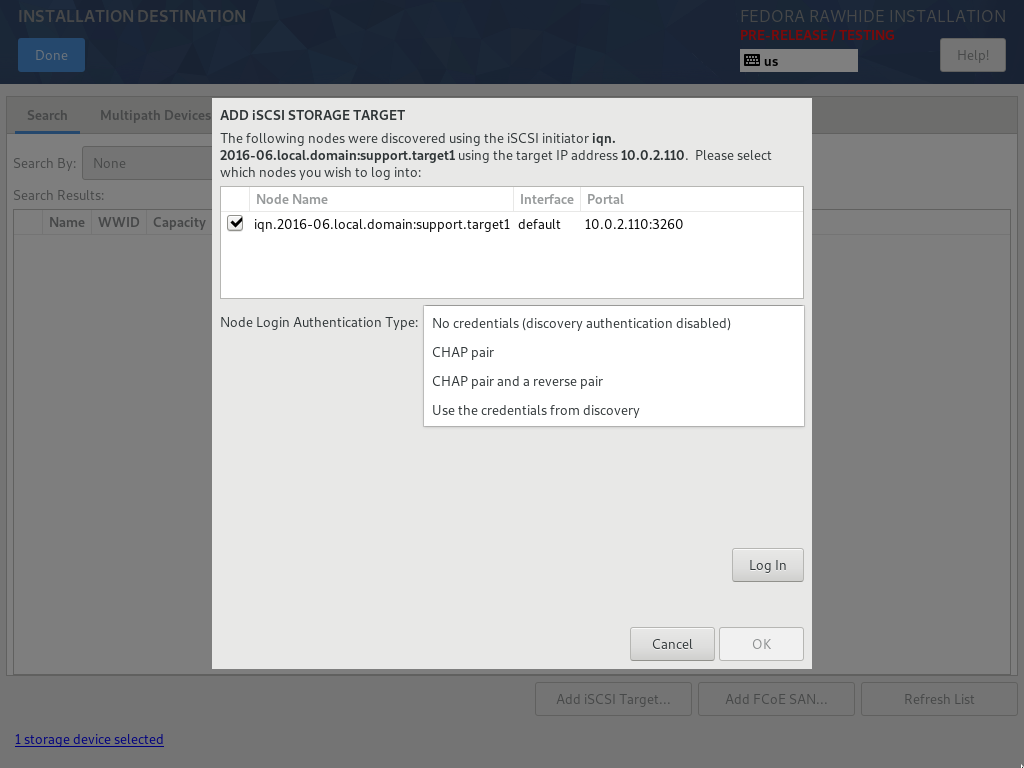 INSTALLATION DESTINATION
FEDORA RAWHIDE INSTALLATION
PRE-RELEASE / TESTING
Done
us
Help!
Search
Multipath Devices
Search By:
None
Search Results:
Name
WWID
Capacity
ADD iSCSI STORAGE TARGET
The following nodes were discovered using the iSCSI initiator iqn.
2016-06.local.domain:support.target1 using the target IP address 10.0.2.110. Please select
which nodes you wish to log into:
Node Name
Interface
Portal
iqn.2016-06.local.domain:support.target1
default
10.0.2.110:3260
Node Login Authentication Type:
No credentials (discovery authentication disabled)
CHAP pair
CHAP pair and a reverse pair
Use the credentials from discovery
Log In
Cancel
OK
Add iSCSI Target...
Add FCoE SAN...
Refresh List
1 storage device selected